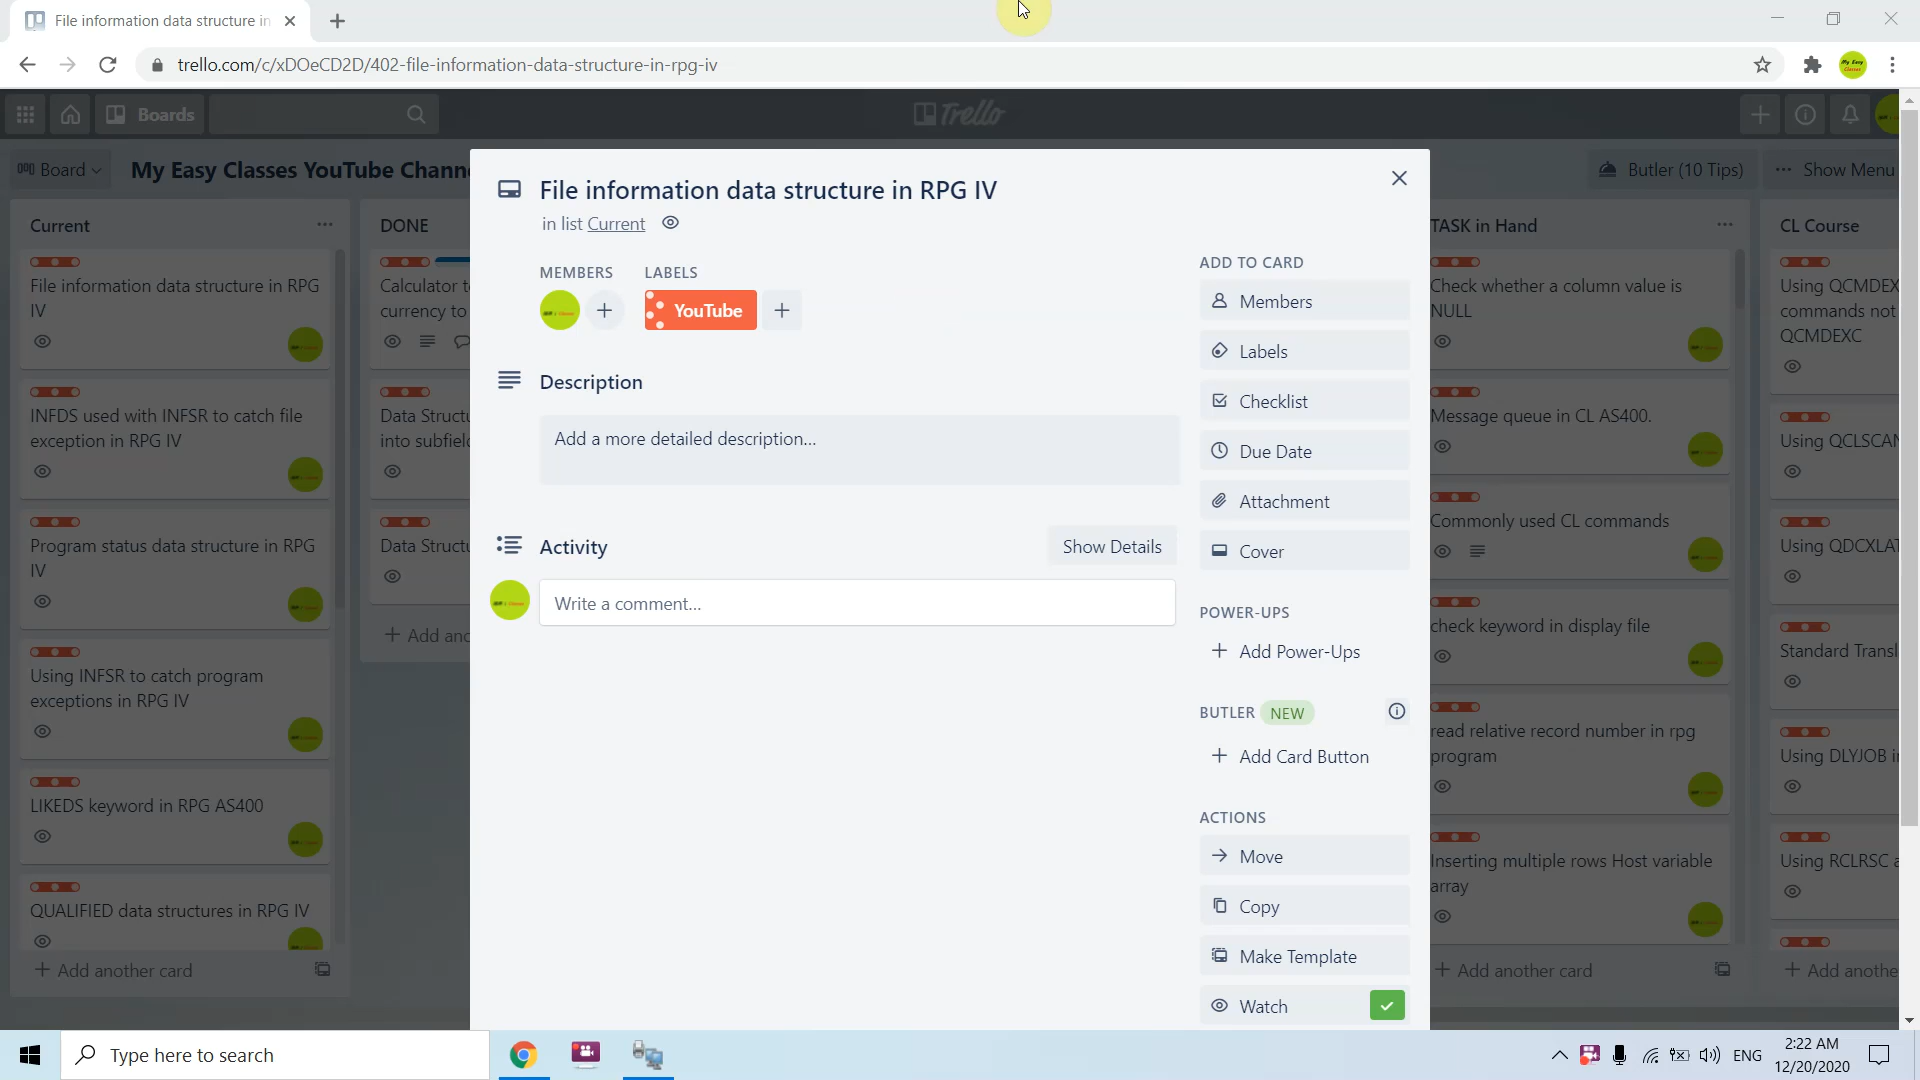 File information data structure in
trello.com/c/xDOeCD2D/402-file-information-data-structure-in-rpg-iv
Boards
Trello
Board
My Easy Classes YouTube Chann
Butler (10 Tips)
Show Menu
Current
File information data structure in RPG
IV
INFDS used with INFSR to catch file
exception in RPG IV
Program status data structure in RPG
IV
Using INFSR to catch program
exceptions in RPG IV
LIKEDS keyword in RPG AS400
QUALIFIED data structures in RPG IV
Add another card
DONE
Calculator t
currency to
Data Structu
into subfield
Data Structu
Add ano
File information data structure in RPG IV
in list Current
MEMBERS
LABELS
YouTube
Description
Add a more detailed description...
Activity
Show Details
Write a comment...
ADD TO CARD
Members
Labels
Checklist
Due Date
Attachment
Cover
POWER-UPS
Add Power-Ups
BUTLER NEW
Add Card Button
ACTIONS
Move
Copy
Make Template
Watch
TASK in Hand
Check whether a column value is
NULL
Message queue in CL AS400.
Commonly used CL commands
check keyword in display file
read relative record number in rpg
program
Inserting multiple rows Host variable
array
Add another card
CL Course
Using QCMDEX
commands not
QCMDEXC
Using QCLSCAN
Using QDCXLAT
Standard Transl
Using DLYJOB i
Using RCLRSC a
Add anothe
Type here to search
ENG
2:22 AM
12/20/2020